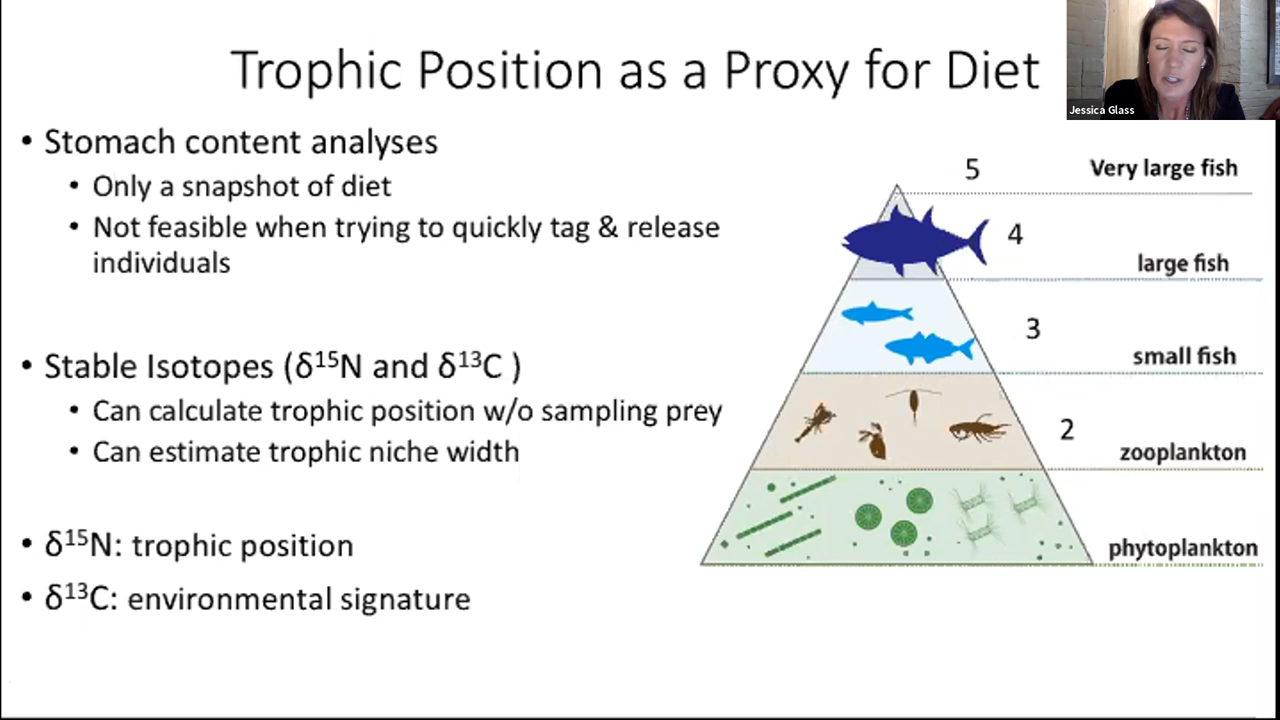 Trophic Position as a Proxy for Diet
Jessica Glass
• Stomach content analyses
• Only a snapshot of diet
• Not feasible when trying to quickly tag & release
individuals
• Stable Isotopes (δ¹⁵N and δ¹³C )
• Can calculate trophic position w/o sampling prey
• Can estimate trophic niche width
• δ¹⁵N: trophic position
• δ¹³C: environmental signature
5 Very large fish
4
large fish
3
small fish
2
zooplankton
phytoplankton